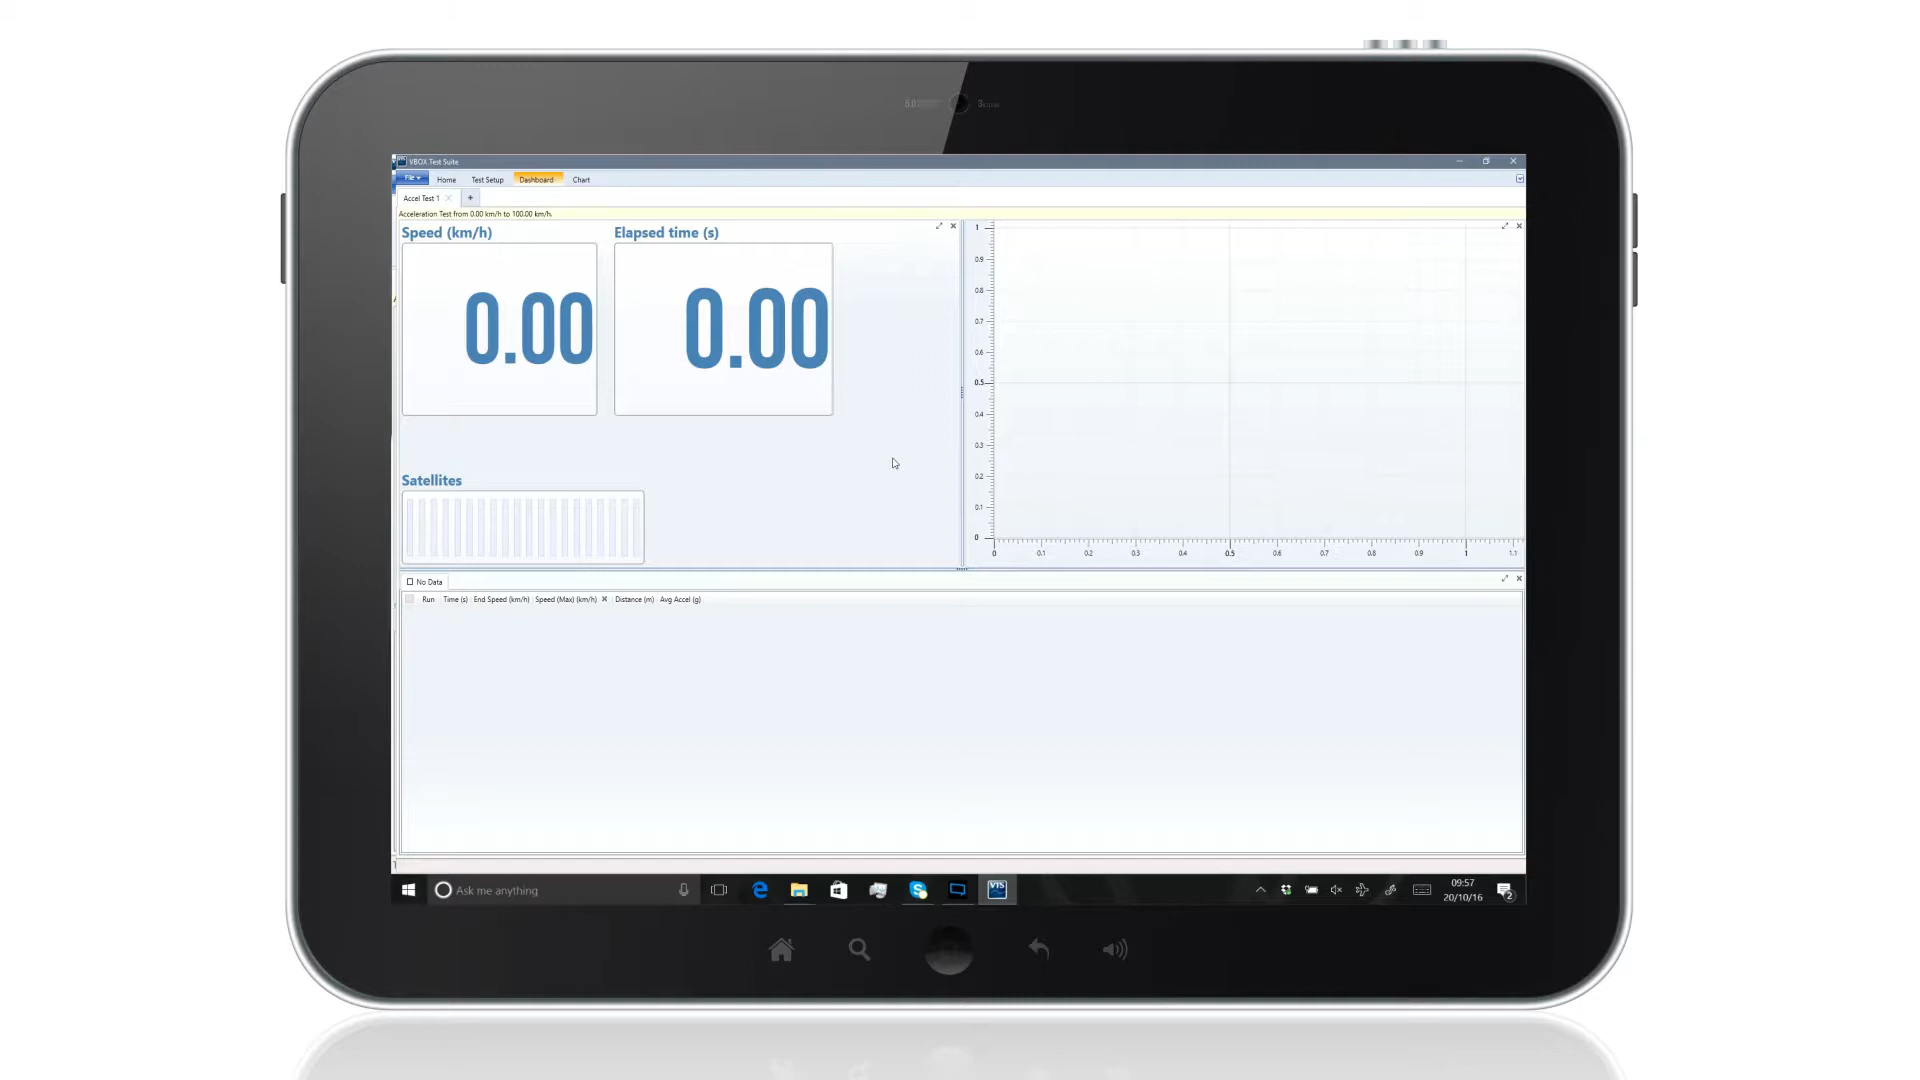 VBOX Test Suite
File
Home
Test Setup
Dashboard
Chart
Accel Test 1
+
Acceleration Test from 0.00 km/h to 100.00 km/h.
Speed (km/h)
Elapsed time (s)
0.00
0.00
Satellites
1
0.9
0.8
0.7
0.6
0.5
0.4
0.3
0.2
0.1
0
0 0.1 0.2 0.3 0.4 0.5 0.6 0.7 0.8 0.9 1 1.1
No Data
Run Time (s) End Speed (km/h) Speed (Max) (km/h) Distance (m) Avg Accel (g)
Ask me anything
VTS
09:57
20/10/16
2